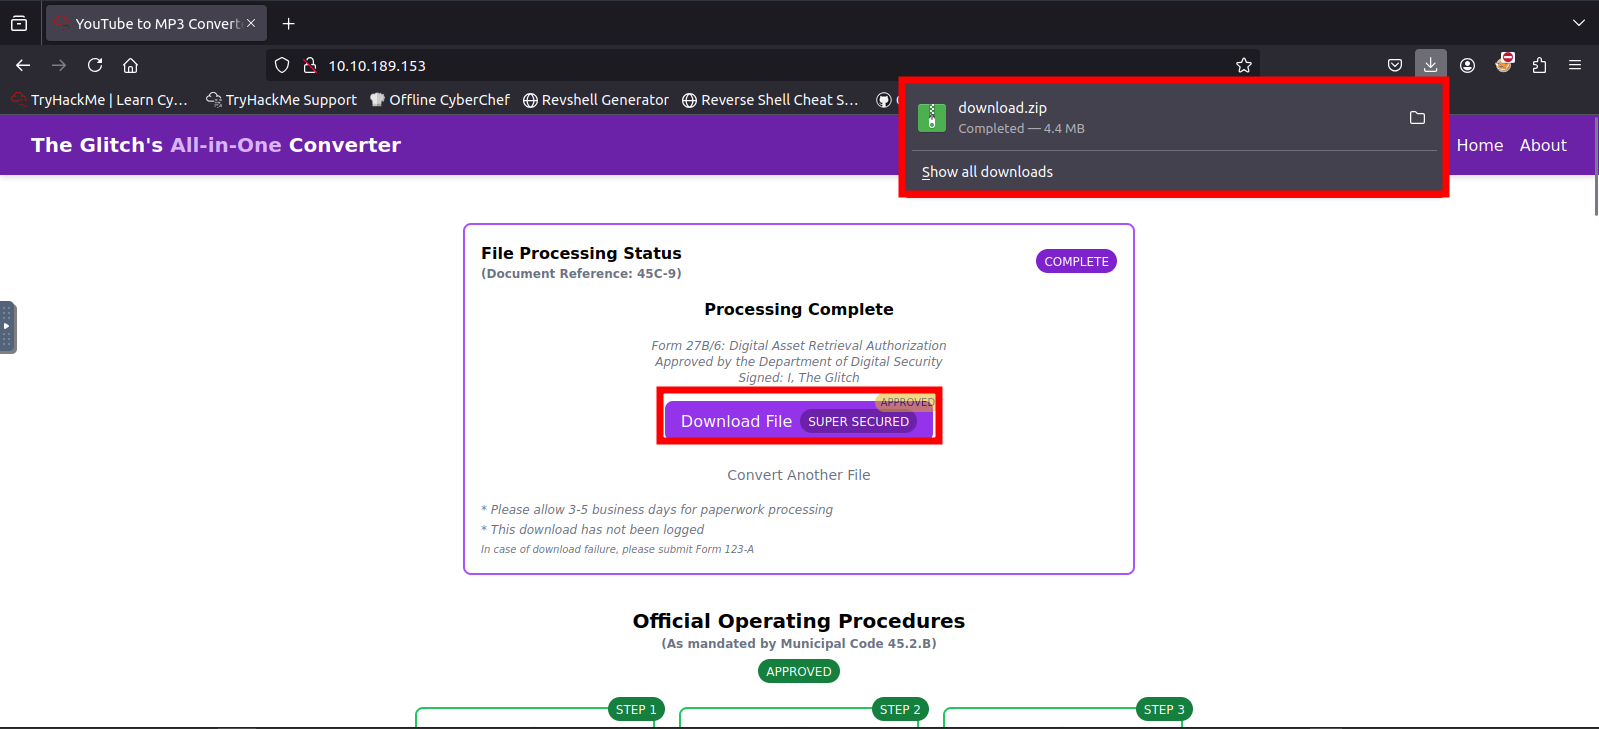 YouTube to MP3 Convert
10.10.189.153
TryHackMe | Learn Cy…
TryHackMe Support
Offline CyberChef
Revshell Generator
Reverse Shell Cheat S…
download.zip
Completed — 4.4 MB
Show all downloads
The Glitch's All-in-One Converter
Home
About
File Processing Status
(Document Reference: 45C-9)
COMPLETE
Processing Complete
Form 27B/6: Digital Asset Retrieval Authorization
Approved by the Department of Digital Security
Signed: I, The Glitch
APPROVED
Download File
SUPER SECURED
Convert Another File
* Please allow 3-5 business days for paperwork processing
* This download has not been logged
In case of download failure, please submit Form 123-A
Official Operating Procedures
(As mandated by Municipal Code 45.2.B)
APPROVED
STEP 1
STEP 2
STEP 3